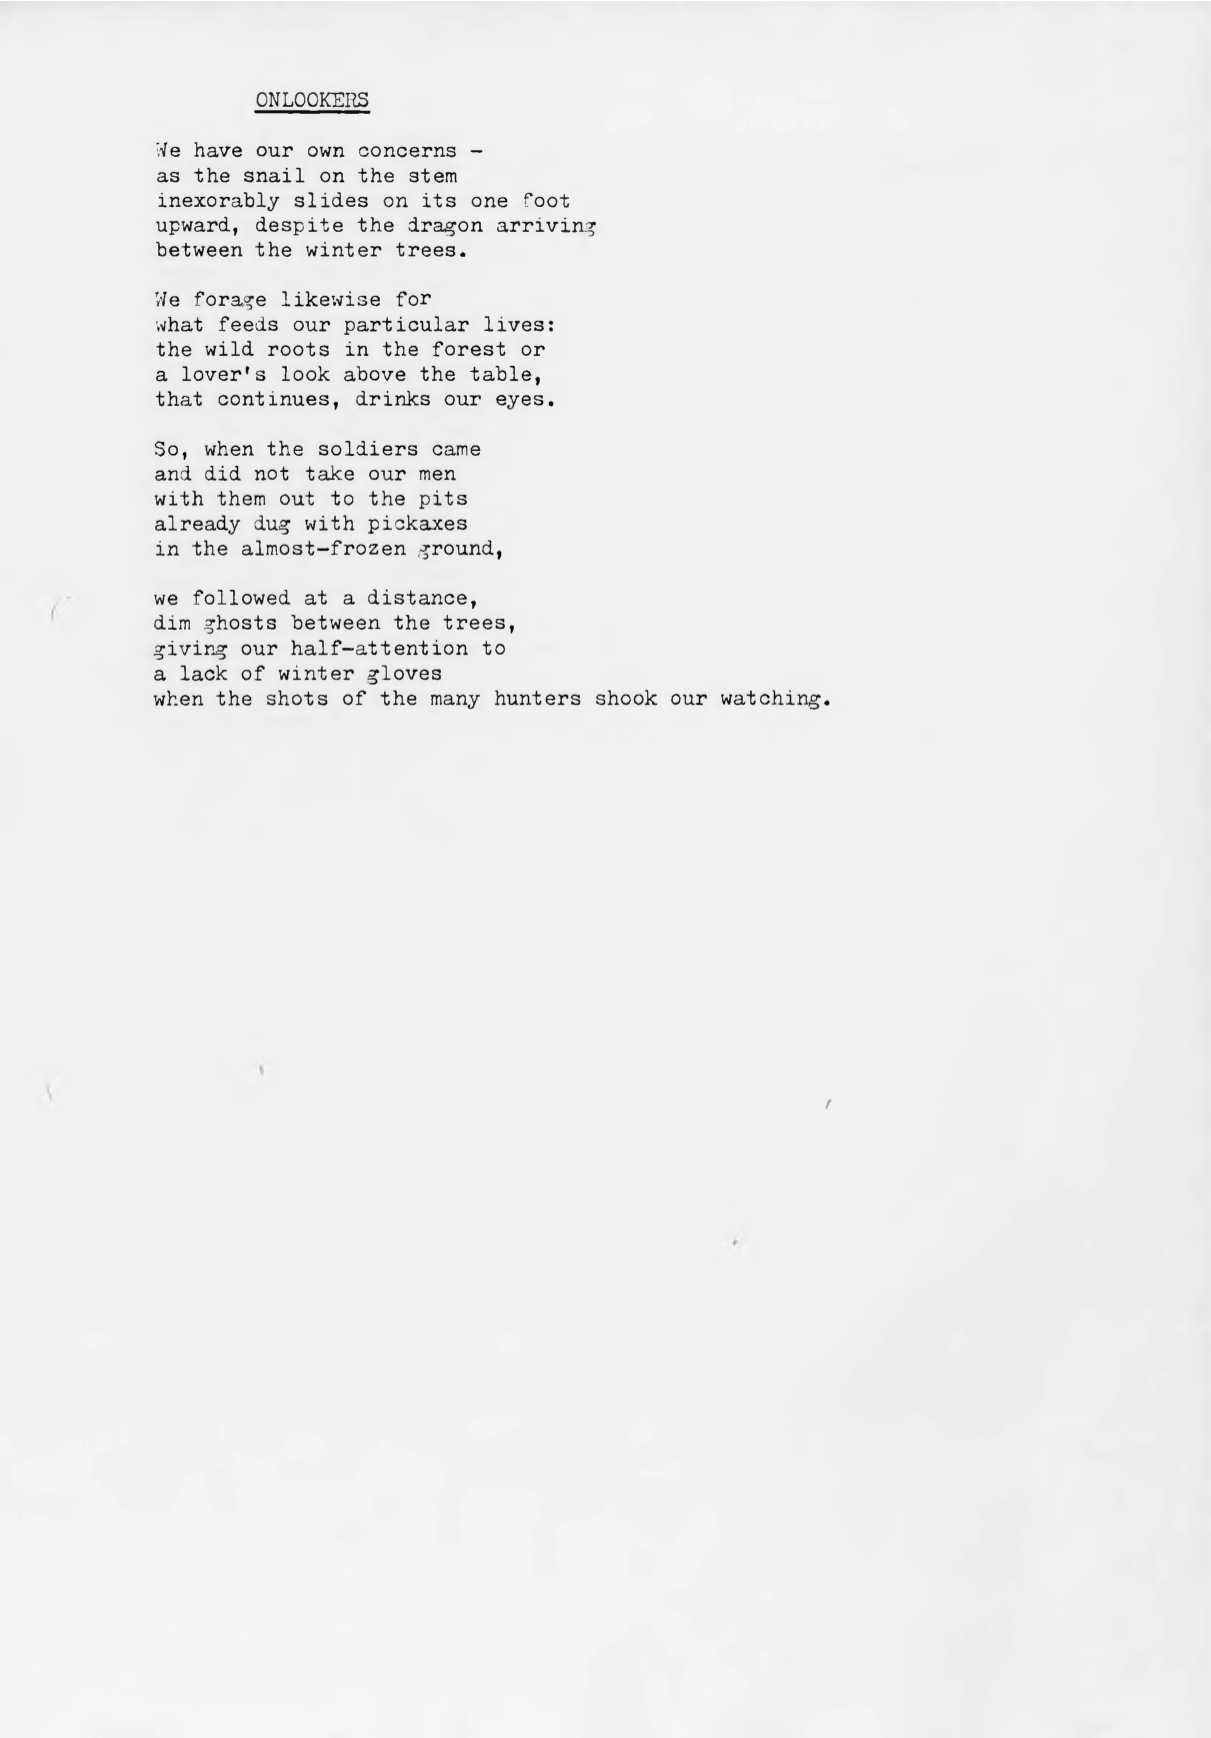 ONLOOKERS
We have our own concerns -
as the snail on the stem
inexorably slides on its one foot
upward, despite the dragon arriving
between the winter trees.
We forage likewise for
what feeds our particular lives:
the wild roots in the forest or
a lover's look above the table,
that continues, drinks our eyes.
So, when the soldiers came
and did not take our men
with them out to the pits
already dug with pickaxes
in the almost-frozen ground,
we followed at a distance,
dim ghosts between the trees,
giving our half-attention to
a lack of winter gloves
when the shots of the many hunters shook our watching.